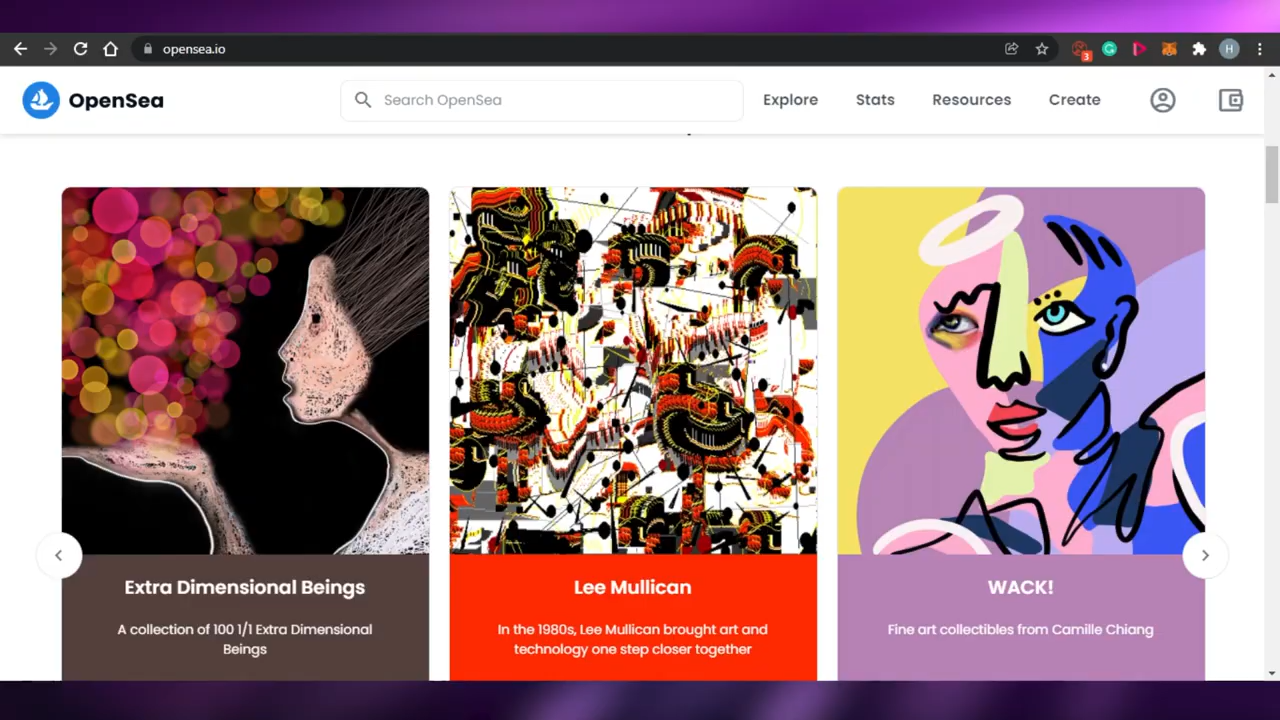 opensea.io
3
H
OpenSea
Search OpenSea
Explore
Stats
Resources
Create
Extra Dimensional Beings
A collection of 100 1/1 Extra Dimensional
Beings
Lee Mullican
In the 1980s, Lee Mullican brought art and
technology one step closer together
WACK!
Fine art collectibles from Camille Chiang